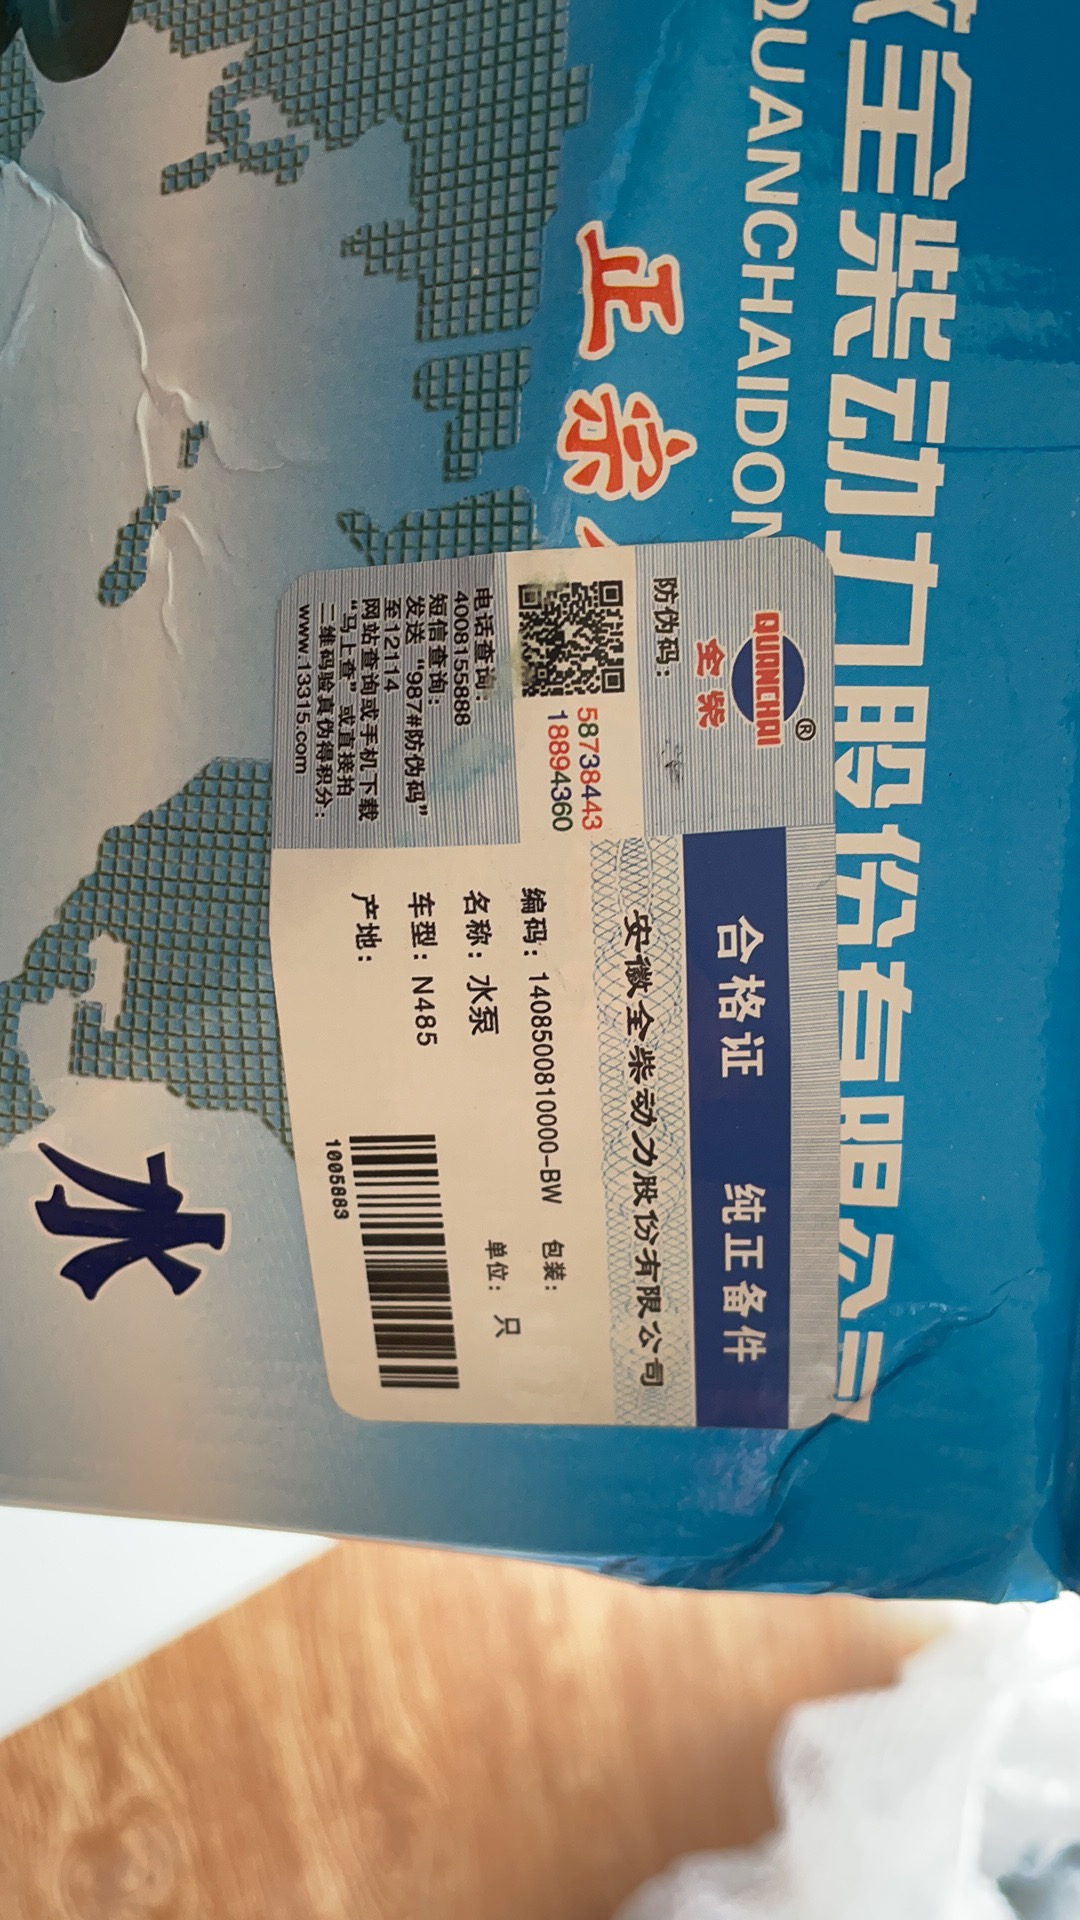 全柴动力股份有限公司
QUANCHAIDON
正宗
QUANCHAI®
全柴
防伪码：
58738443
18894360
电话查询：
4008155888
短信查询：
发送“987#防伪码”
至12114
网站查询或手机下载
“马上查”或直接拍
二维码验真伪得积分：
www.13315.com
合格证 纯正备件
安徽全柴动力股份有限公司
编码：1408500810000-BW 包装：
名称：水泵 单位：只
车型：N485
产地：
1005883
水